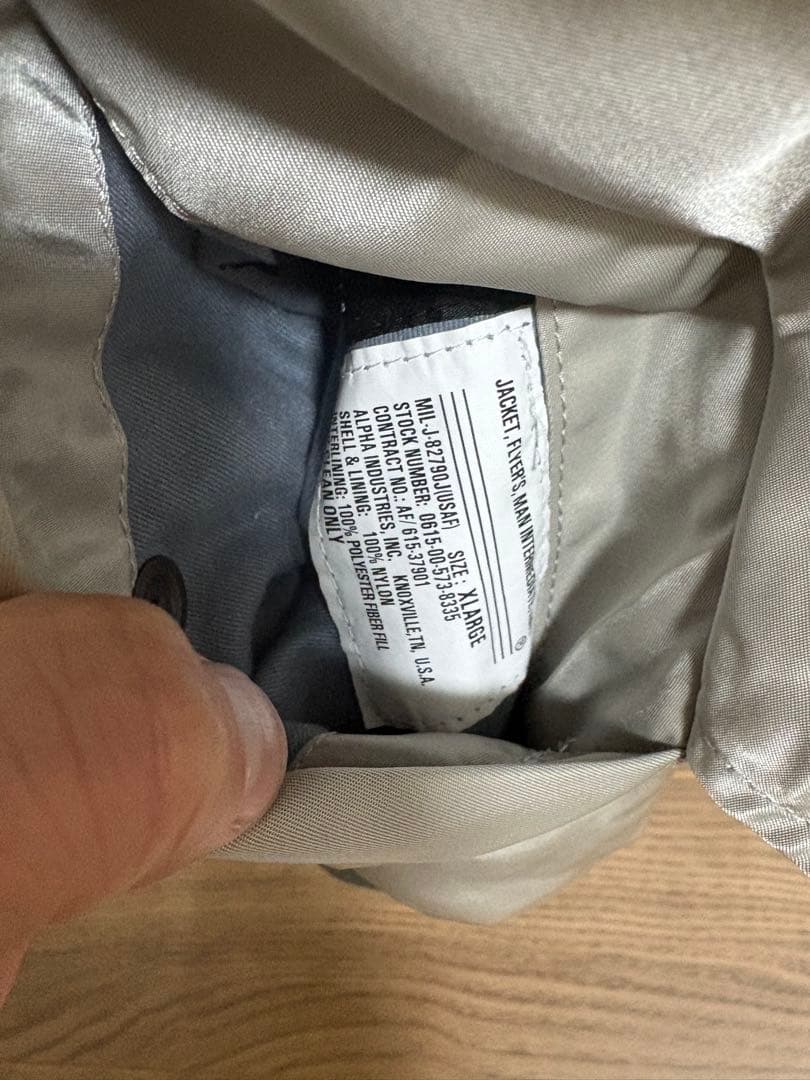 JACKET, FLYER'S, MAN INTERMEDIATE
®
MIL-J-82790J(USAF) SIZE: XLARGE
STOCK NUMBER: 0615-00-573-8335
CONTRACT NO.: AF/ 615-37901
ALPHA INDUSTRIES, INC. KNOXVILLE,TN, U.S.A.
SHELL & LINING: 100% NYLON
INTERLINING: 100% POLYESTER FIBER FILL
CLEAN ONLY